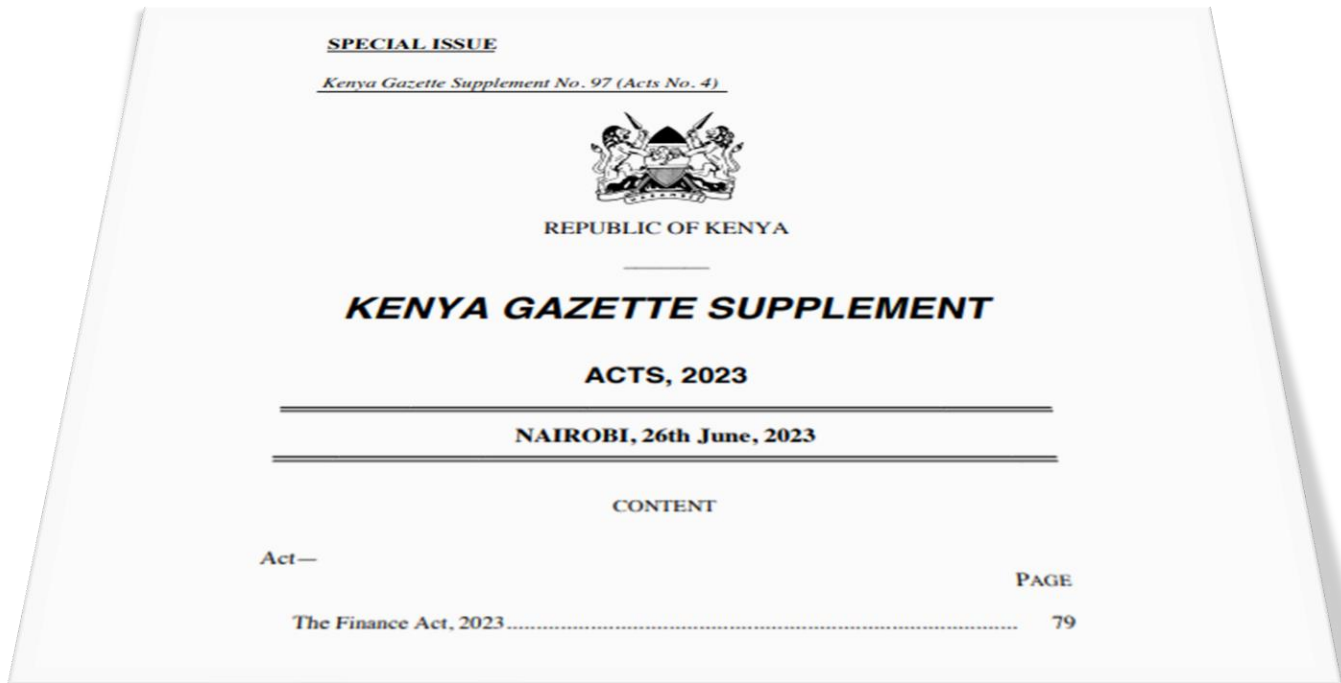 SPECIAL ISSUE
Kenya Gazette Supplement No. 97 (Acts No. 4)
REPUBLIC OF KENYA
KENYA GAZETTE SUPPLEMENT
ACTS, 2023
NAIROBI, 26th June, 2023
CONTENT
Act—
PAGE
The Finance Act, 2023...................................................................................... 79